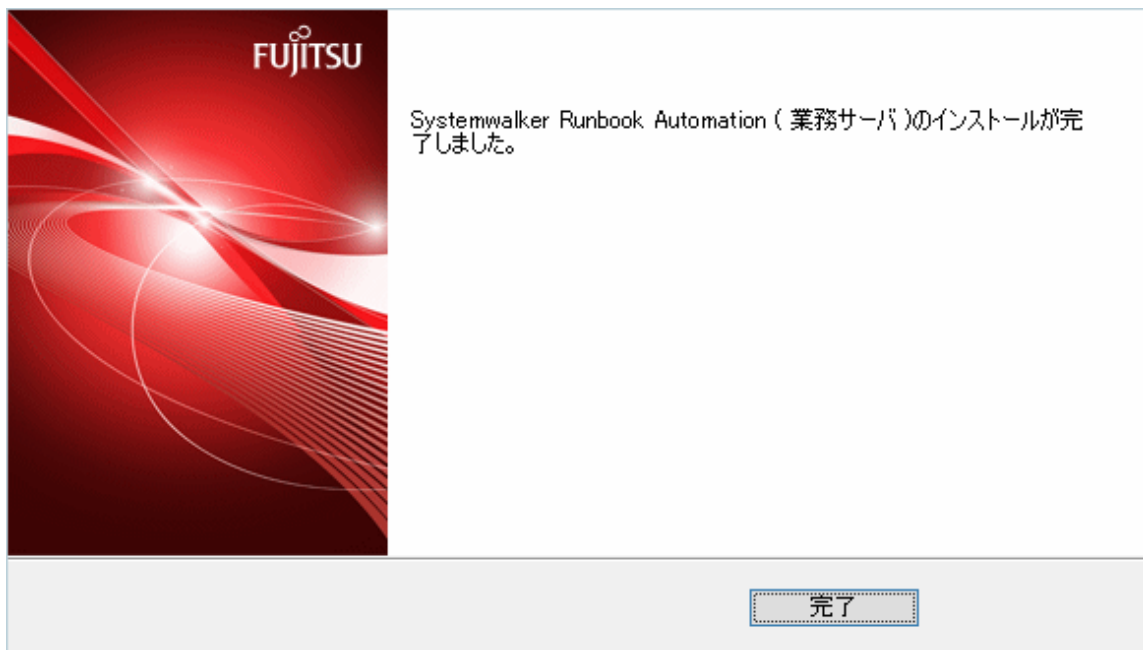 FUJITSU
Systemwalker Runbook Automation ( 業務サーバ )のインストールが完
了しました。
完了